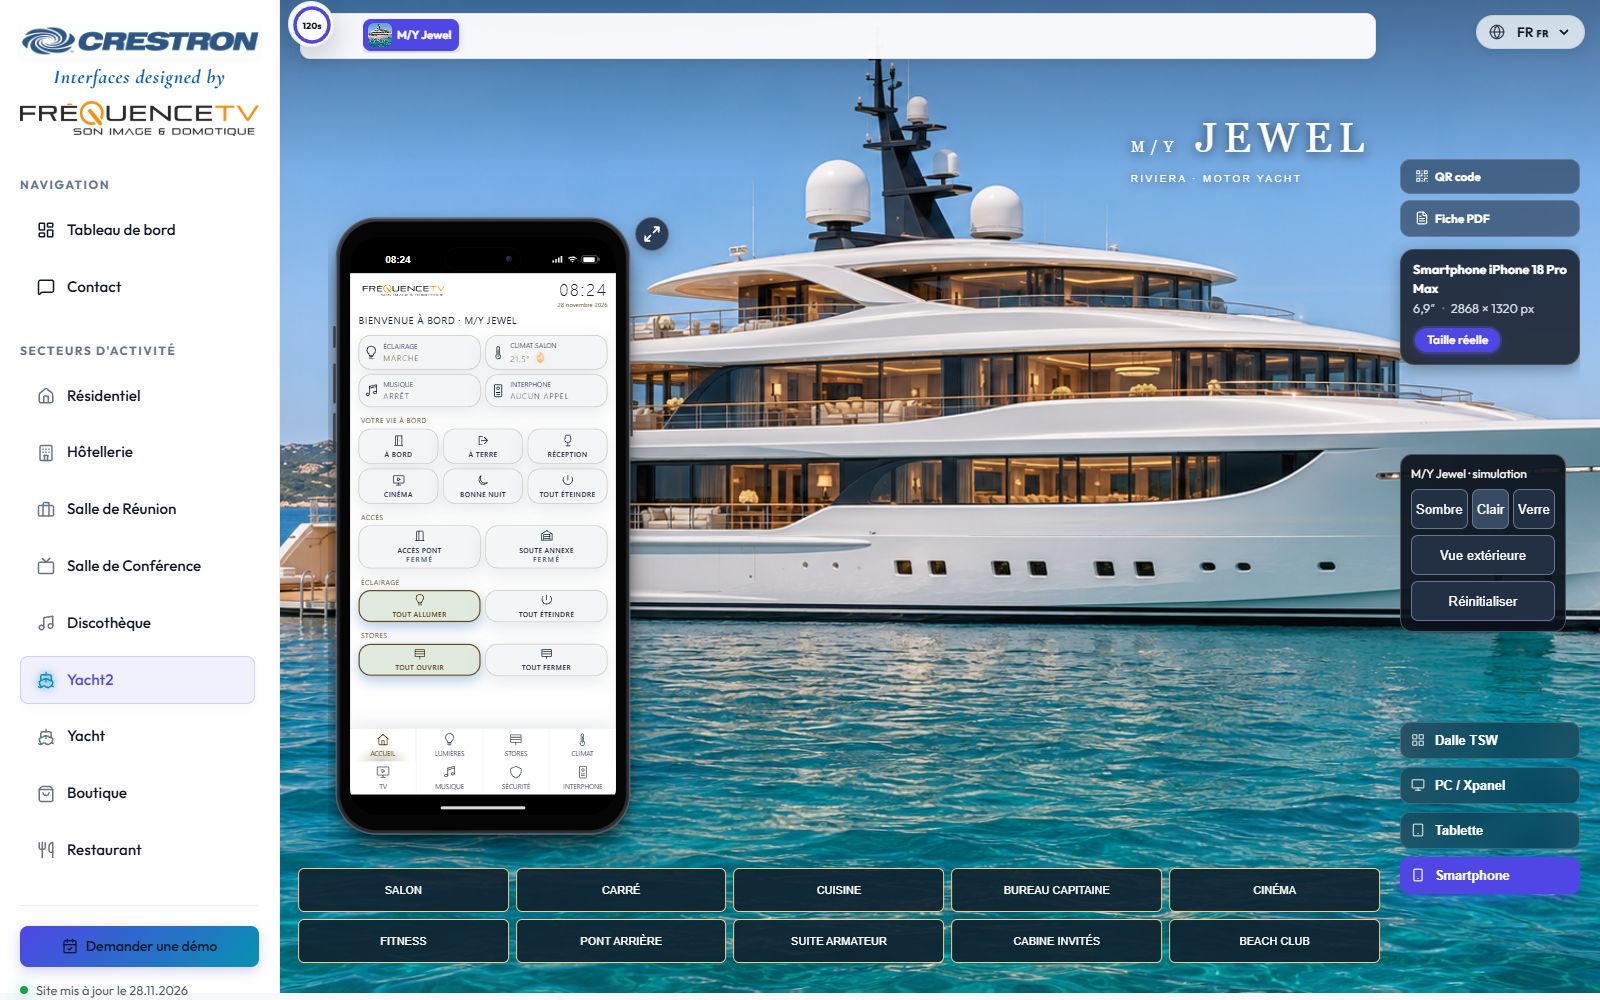 CRESTRON
Interfaces designed by
FRÉQUENCETV
SON IMAGE & DOMOTIQUE
NAVIGATION
Tableau de bord
Contact
SECTEURS D'ACTIVITÉ
Résidentiel
Hôtellerie
Salle de Réunion
Salle de Conférence
Discothèque
Yacht2
Yacht
Boutique
Restaurant
Demander une démo
Site mis à jour le 28.11.2026
120s
M/Y Jewel
FR FR
M/Y JEWEL
RIVIERA · MOTOR YACHT
QR code
Fiche PDF
Smartphone iPhone 18 Pro
Max
6,9" · 2868 × 1320 px
Taille réelle
M/Y Jewel · simulation
Sombre Clair Verre
Vue extérieure
Réinitialiser
Dalle TSW
PC / Xpanel
Tablette
Smartphone
08:24
FRÉQUENCETV
SON IMAGE & DOMOTIQUE
08:24
28 novembre 2026
BIENVENUE À BORD · M/Y JEWEL
ÉCLAIRAGE
MARCHE
CLIMAT SALON
21.5°
MUSIQUE
ARRÊT
INTERPHONE
AUCUN APPEL
VOTRE VIE À BORD
À BORD À TERRE RÉCEPTION
CINÉMA BONNE NUIT TOUT ÉTEINDRE
ACCÈS
ACCÈS PONT
FERMÉ
SOUTE ANNEXE
FERMÉ
ÉCLAIRAGE
TOUT ALLUMER TOUT ÉTEINDRE
STORES
TOUT OUVRIR TOUT FERMER
ACCUEIL LUMIÈRES STORES CLIMAT
TV MUSIQUE SÉCURITÉ INTERPHONE
SALON CARRÉ CUISINE BUREAU CAPITAINE CINÉMA
FITNESS PONT ARRIÈRE SUITE ARMATEUR CABINE INVITÉS BEACH CLUB